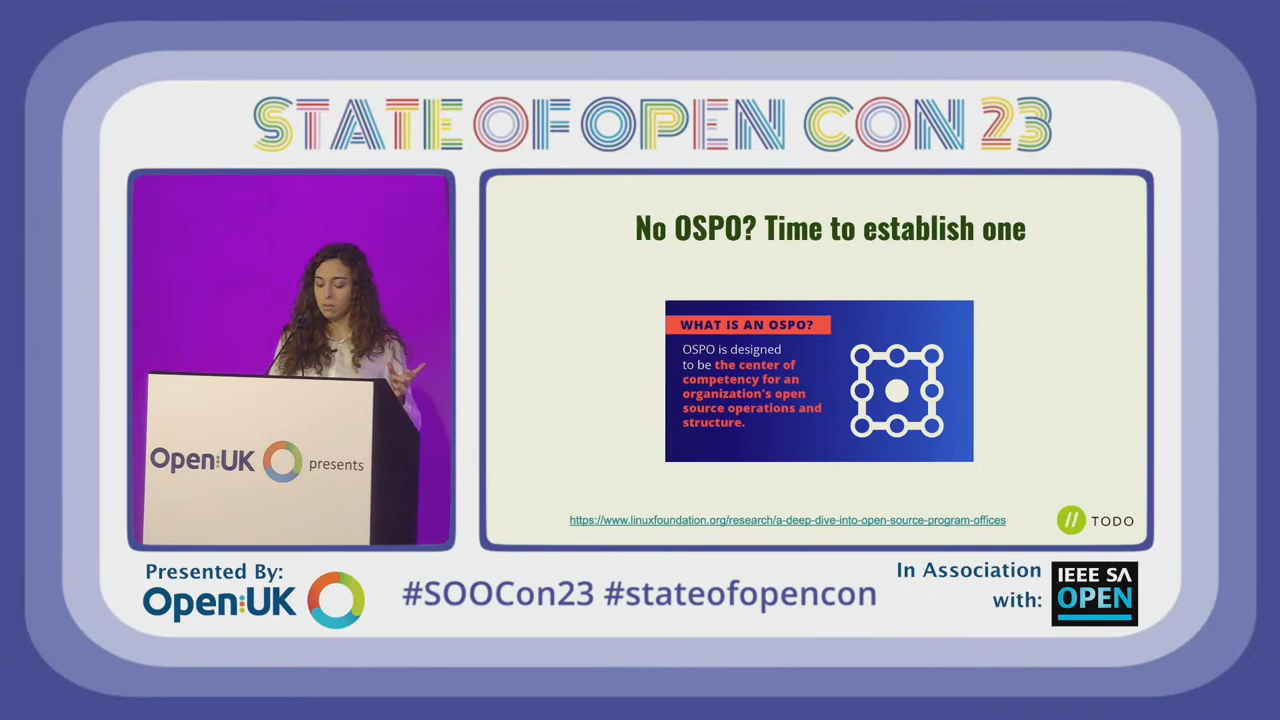 STATE OF OPEN CON 23
No OSPO? Time to establish one
WHAT IS AN OSPO?
OSPO is designed
to be the center of
competency for an
organization's open
source operations and
structure.
https://www.linuxfoundation.org/research/a-deep-dive-into-open-source-program-offices
// TODO
Open:UK presents
Presented By:
Open:UK
#SOOCon23 #stateofopencon
In Association
with:
IEEE SA
OPEN